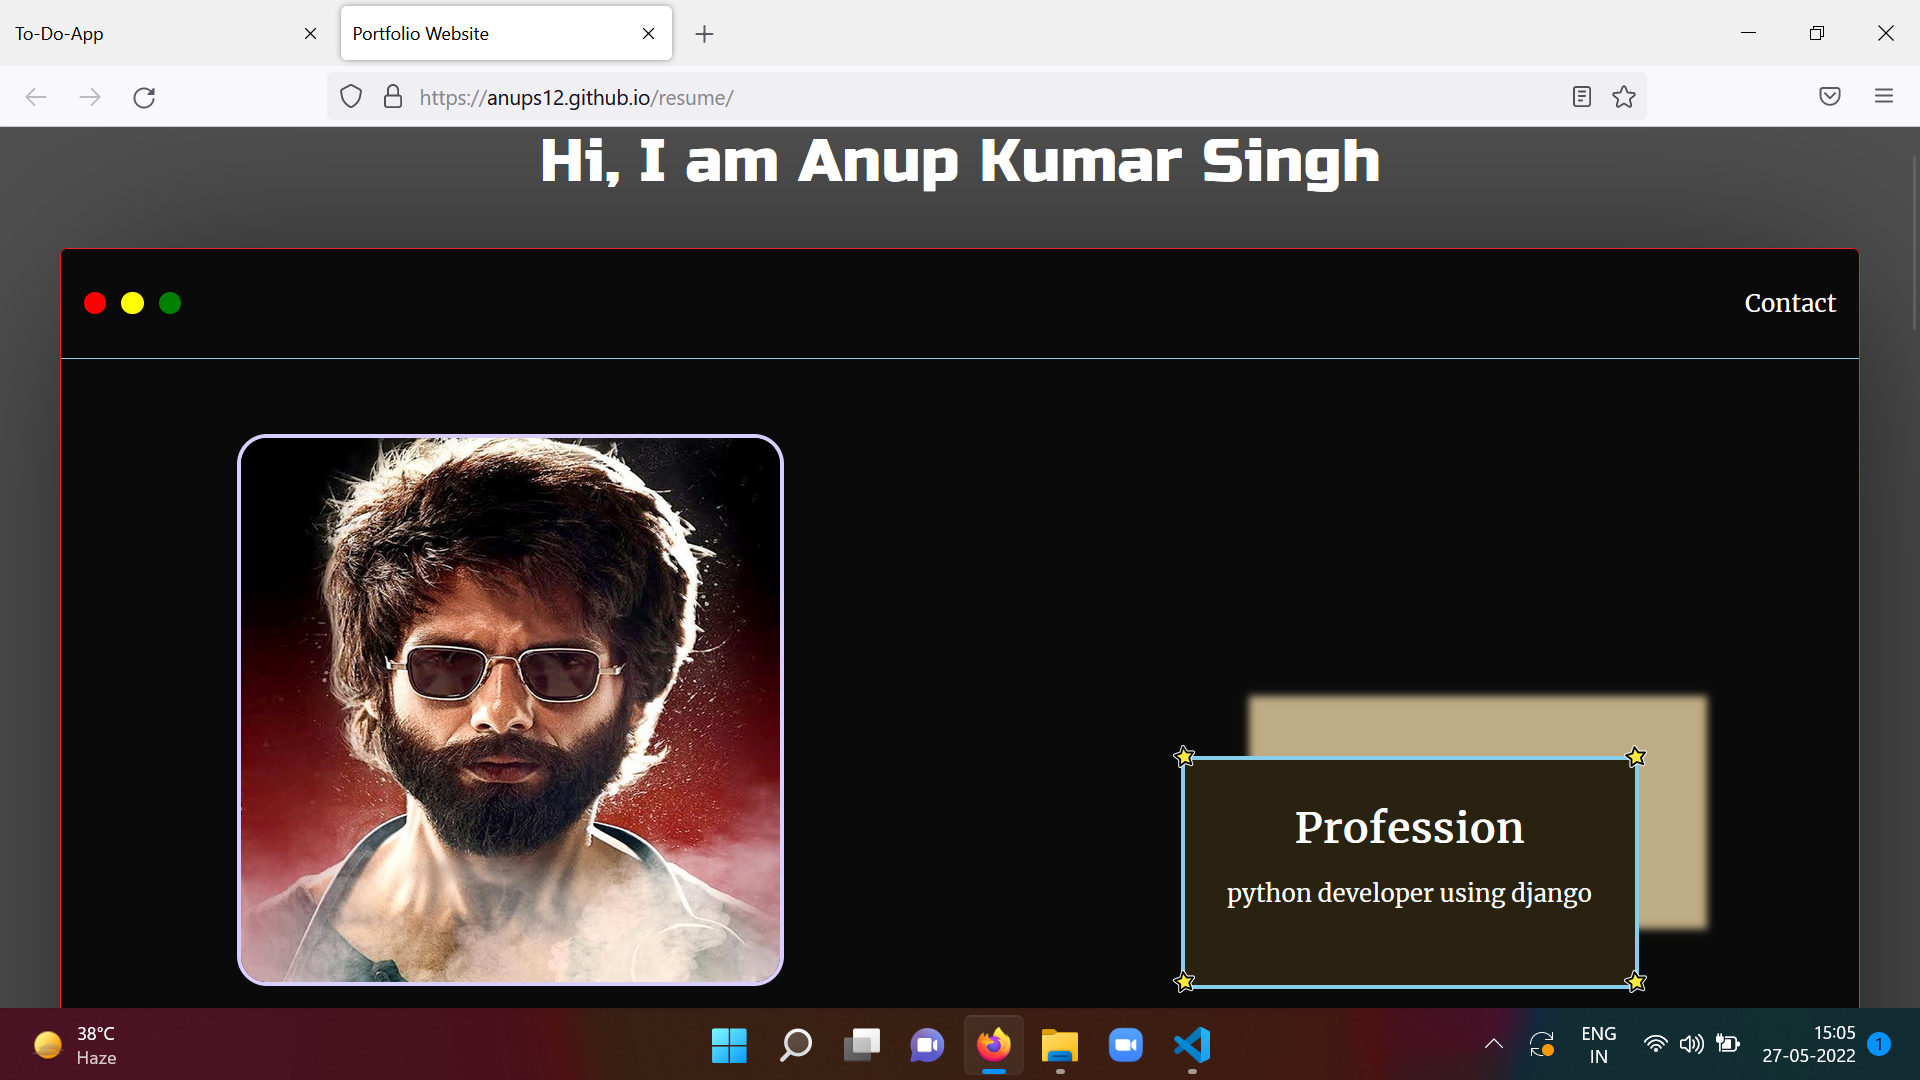 To-Do-App
Portfolio Website
https://anups12.github.io/resume/
Hi, I am Anup Kumar Singh
Contact
Profession
python developer using django
38°C
Haze
ENG
IN
15:05
27-05-2022
1